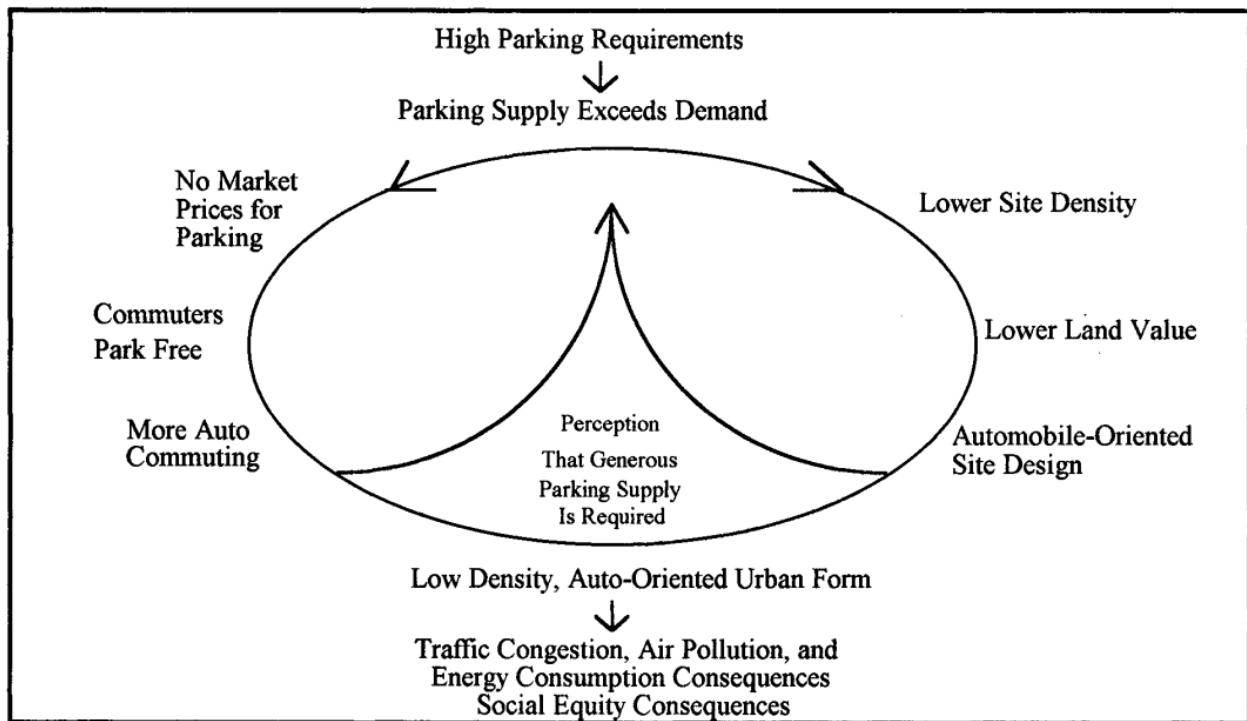 High Parking Requirements
Parking Supply Exceeds Demand
No Market
Prices for
Parking
Lower Site Density
Commuters
Park Free
Lower Land Value
More Auto
Commuting
Perception
That Generous
Parking Supply
Is Required
Automobile-Oriented
Site Design
Low Density, Auto-Oriented Urban Form
Traffic Congestion, Air Pollution, and
Energy Consumption Consequences
Social Equity Consequences